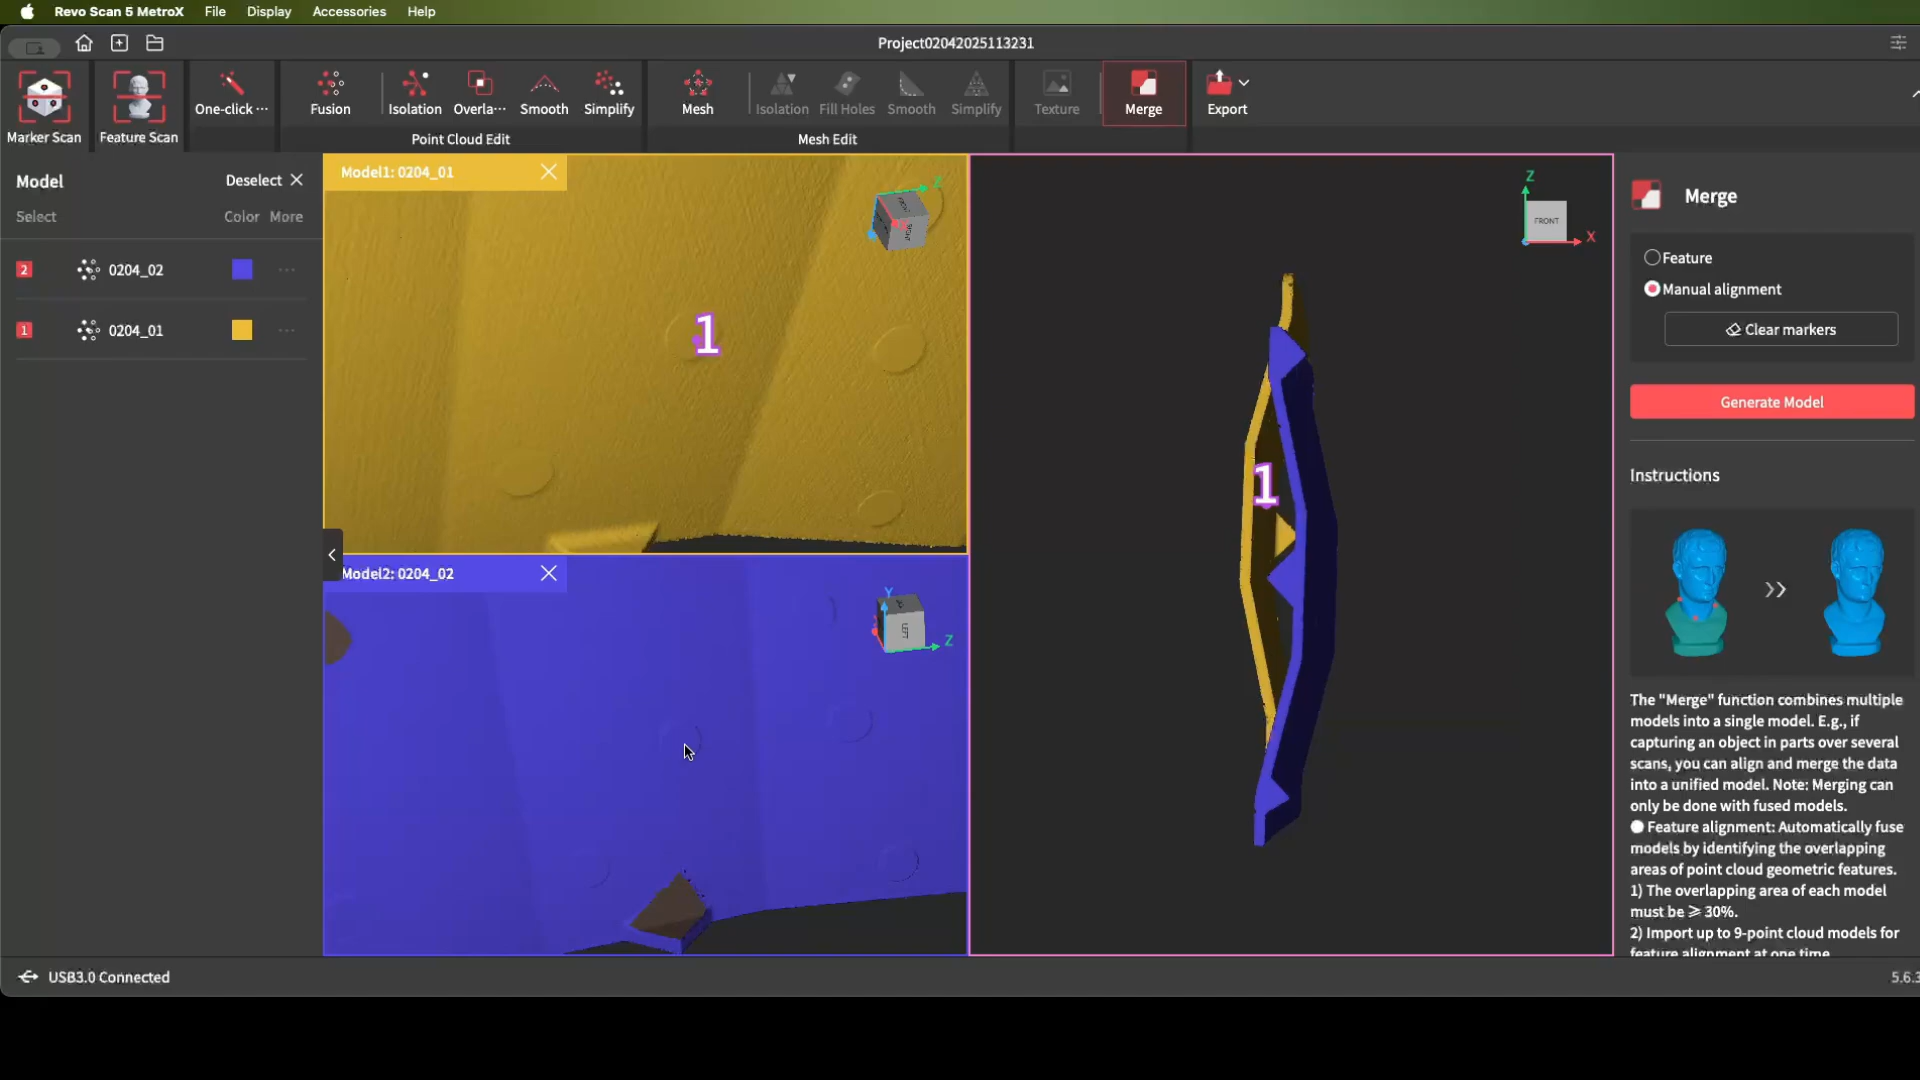 Revo Scan 5 MetroX File Display Accessories Help
Project02042025113231
Marker Scan
Feature Scan
One-click ···
Fusion
Isolation
Overla···
Smooth
Simplify
Point Cloud Edit
Mesh
Isolation
Fill Holes
Smooth
Simplify
Mesh Edit
Texture
Merge
Export
Model
Deselect
Select
Color
More
2
0204_02
1
0204_01
Model1: 0204_01
Z
1
Model2: 0204_02
Y
LEFT
Z
Z
FRONT
X
1
Merge
Feature
Manual alignment
Clear markers
Generate Model
Instructions
The "Merge" function combines multiple
models into a single model. E.g., if
capturing an object in parts over several
scans, you can align and merge the data
into a unified model. Note: Merging can
only be done with fused models.
● Feature alignment: Automatically fuse
models by identifying the overlapping
areas of point cloud geometric features.
1) The overlapping area of each model
must be ⩾ 30%.
2) Import up to 9-point cloud models for
feature alignment at one time.
USB3.0 Connected
5.6.3